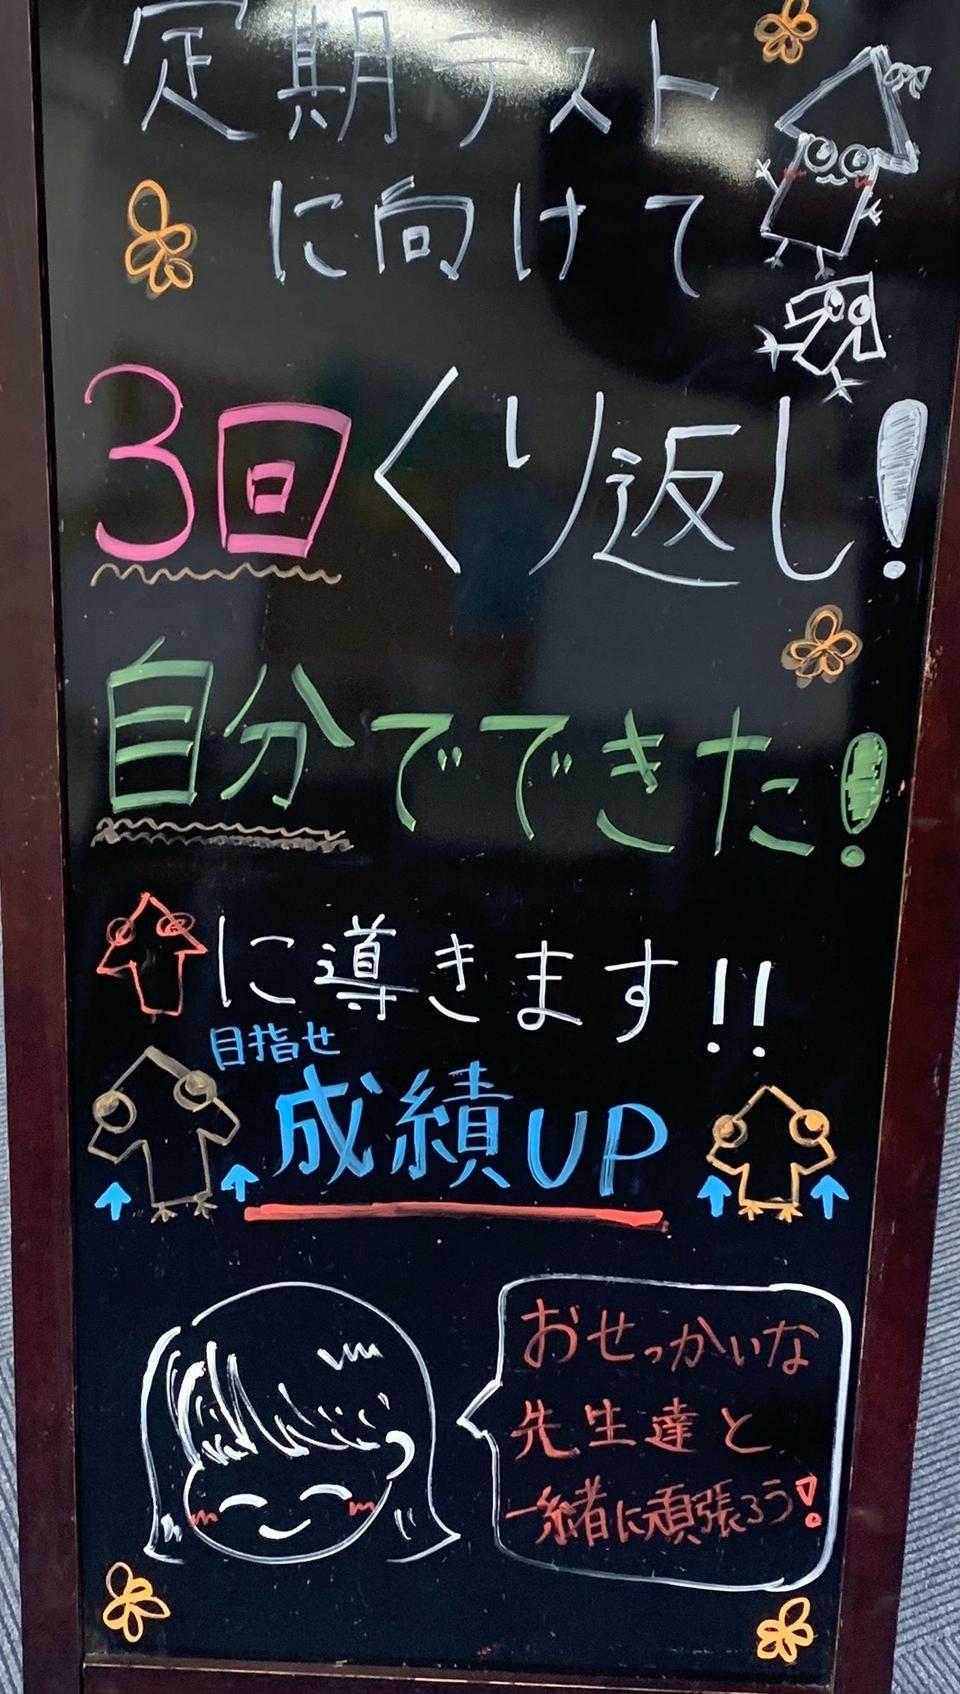 定期テスト
に向けて
3回くり返し!
自分でできた!
に導きます!!
目指せ
成績UP
おせっかいな
先生達と
一緒に頑張ろう!